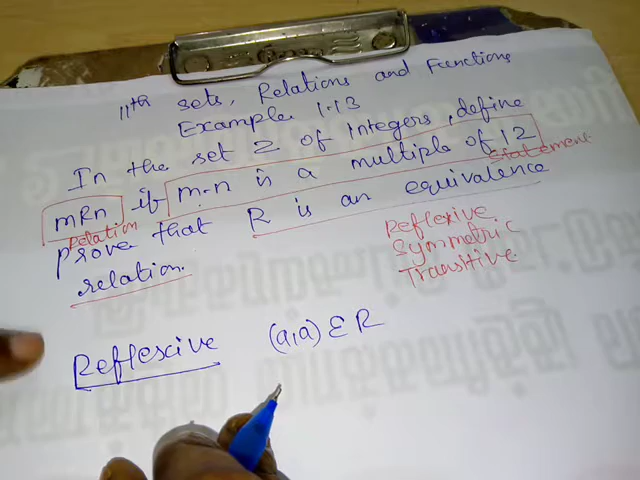 11th sets, Relations and Functions
Example 1.13
In the set Z of Integers, define
mRn if m-n is a multiple of 12
Relation
statement
prove that R is an equivalence
relation.
Reflexive
Symmetric
Transitive
Reflexive (a,a) ∈ R